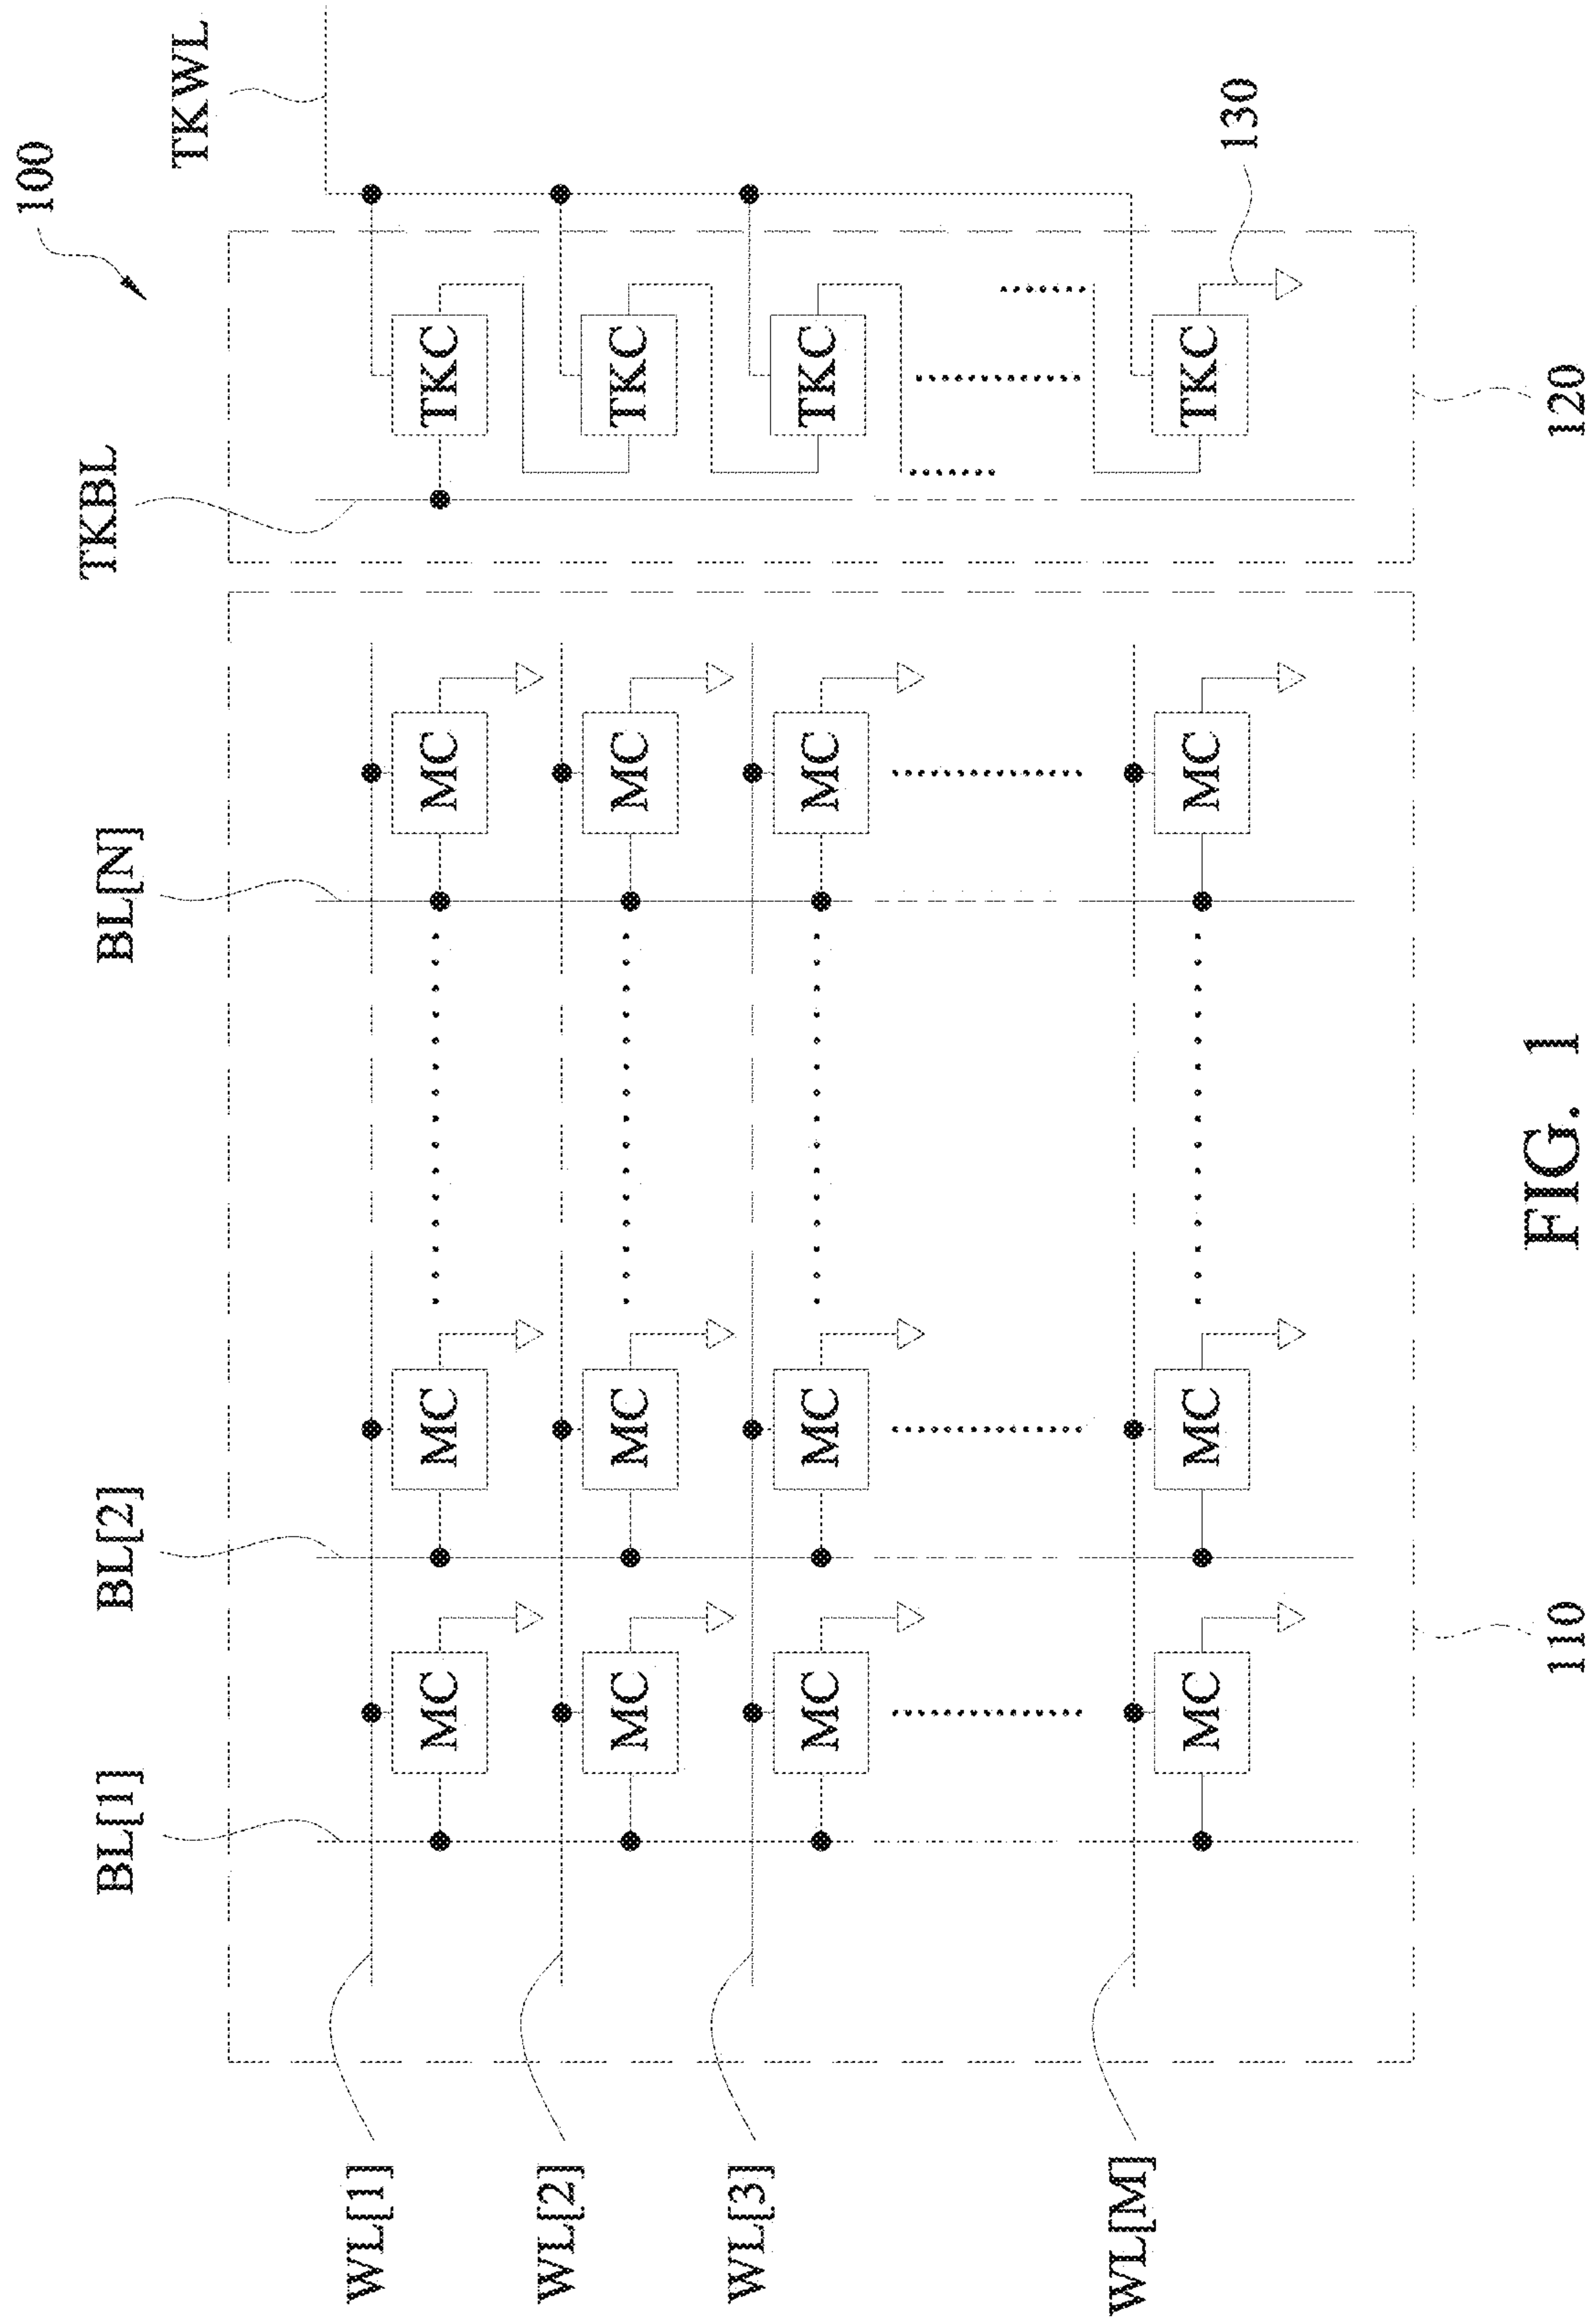 100
TKWL
TKBL
BL[1]
BL[2]
BL[N]
WL[1]
MC
MC
MC
TKC
WL[2]
MC
MC
MC
TKC
WL[3]
MC
MC
MC
TKC
WL[M]
MC
MC
MC
TKC
130
110
120
FIG. 1